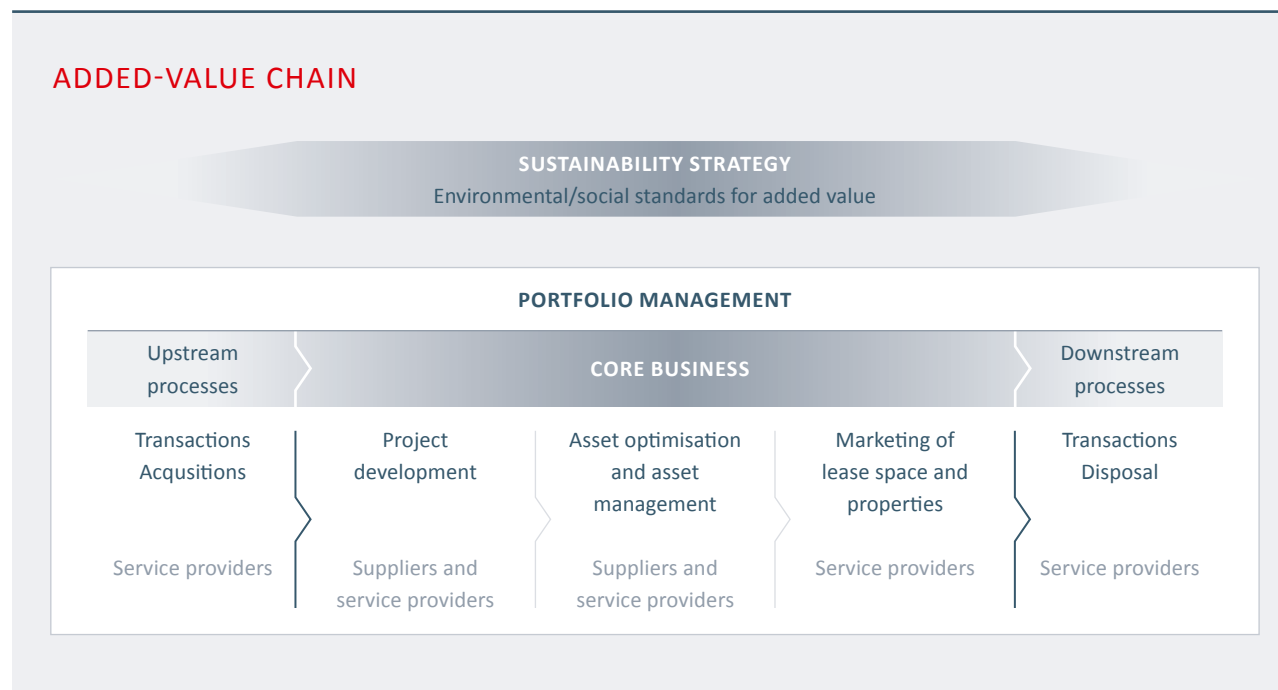 ADDED-VALUE CHAIN
SUSTAINABILITY STRATEGY
Environmental/social standards for added value
PORTFOLIO MANAGEMENT
Upstream
processes
CORE BUSINESS
Downstream
processes
Transactions
Acqusitions
Project
development
Asset optimisation
and asset
management
Marketing of
lease space and
properties
Transactions
Disposal
Service providers
Suppliers and
service providers
Suppliers and
service providers
Service providers
Service providers